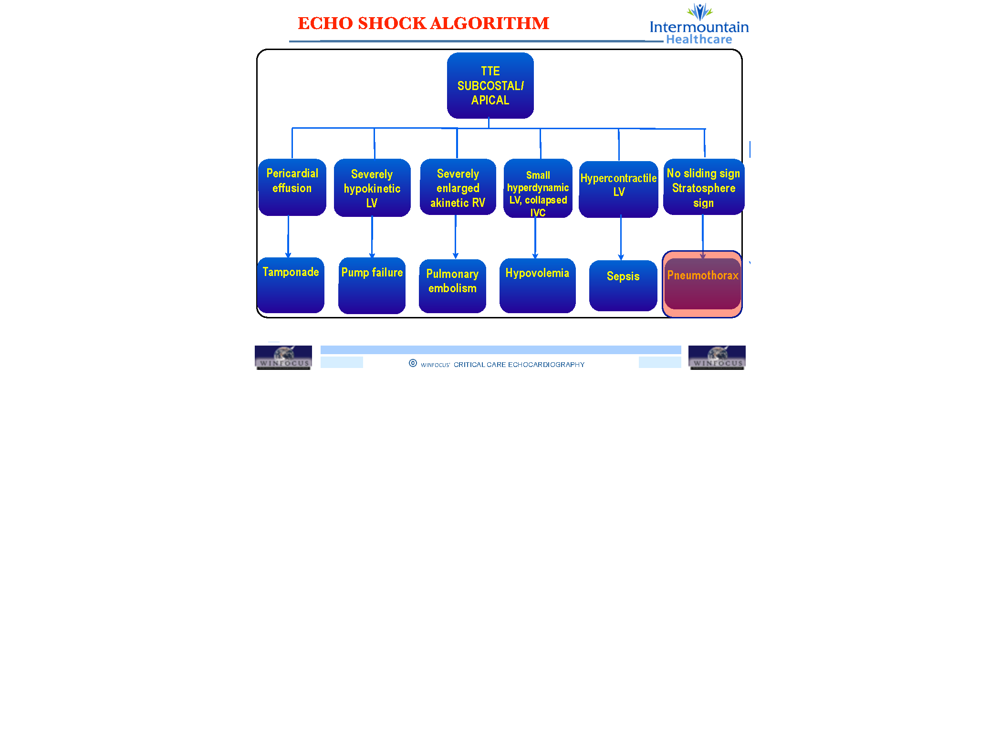 ECHO SHOCK ALGORITHM
Intermountain
Healthcare
TTE
SUBCOSTAL/
APICAL
Pericardial
effusion
Severely
hypokinetic
LV
Severely
enlarged
akinetic RV
Small
hyperdynamic
LV, collapsed
IVC
Hypercontractile
LV
No sliding sign
Stratosphere
sign
Tamponade
Pump failure
Pulmonary
embolism
Hypovolemia
Sepsis
Pneumothorax
WINFOCUS
© WINFOCUS' CRITICAL CARE ECHOCARDIOGRAPHY
WINFOCUS